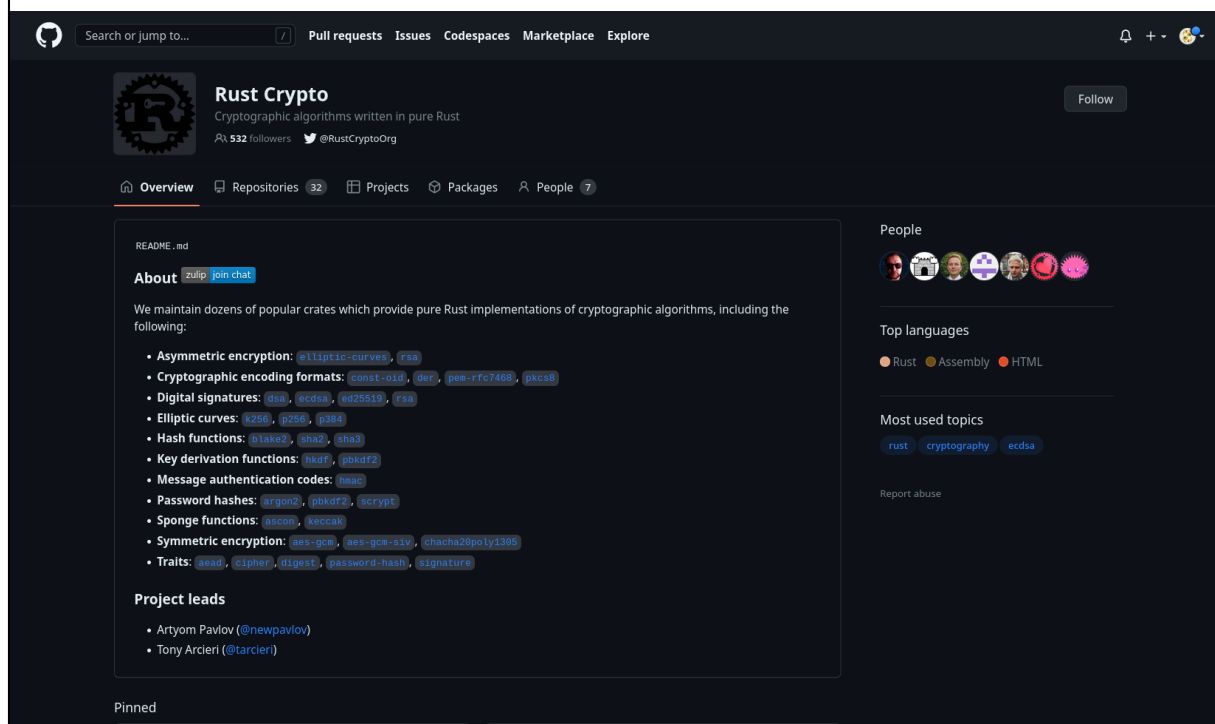 Search or jump to... /
Pull requests Issues Codespaces Marketplace Explore
Rust Crypto
Cryptographic algorithms written in pure Rust
532 followers @RustCryptoOrg
Follow
Overview Repositories 32 Projects Packages People 7
README.md
About zulip join chat
We maintain dozens of popular crates which provide pure Rust implementations of cryptographic algorithms, including the
following:
• Asymmetric encryption: elliptic-curves, rsa
• Cryptographic encoding formats: const-oid, der, pem-rfc7468, pkcs8
• Digital signatures: dsa, ecdsa, ed25519, rsa
• Elliptic curves: k256, p256, p384
• Hash functions: blake2, sha2, sha3
• Key derivation functions: hkdf, pbkdf2
• Message authentication codes: hmac
• Password hashes: argon2, pbkdf2, scrypt
• Sponge functions: ascon, keccak
• Symmetric encryption: aes-gcm, aes-gcm-siv, chacha20poly1305
• Traits: aead, cipher, digest, password-hash, signature
Project leads
• Artyom Pavlov (@newpavlov)
• Tony Arcieri (@tarcieri)
Pinned
People
Top languages
Rust Assembly HTML
Most used topics
rust cryptography ecdsa
Report abuse